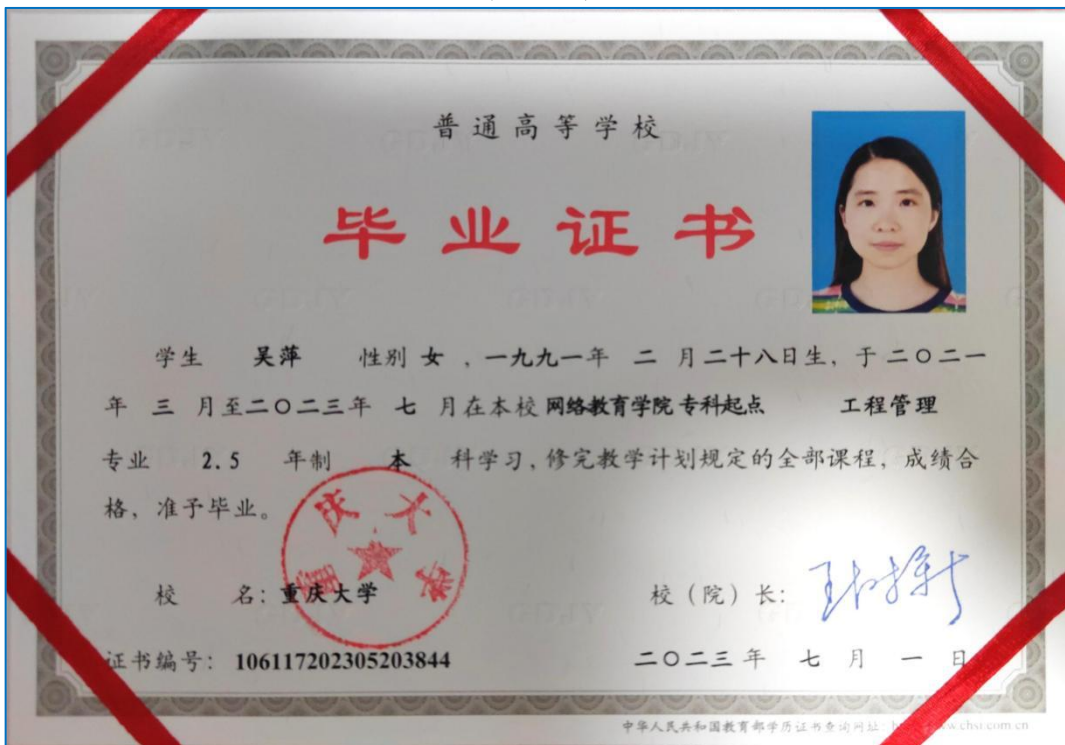 普通高等学校
毕业证书
学生 吴萍 性别 女 ，一九九一年 二 月二十八日生，于二〇二一
年 三 月至二〇二三年 七 月在本校 网络教育学院 专科起点 工程管理
专业 2.5 年制 本 科学习，修完教学计划规定的全部课程，成绩合
格，准予毕业。
重庆大学
校 名：重庆大学 校（院）长：
证书编号： 106117202305203844 二〇二三年 七 月 一 日
中华人民共和国教育部学历证书查询网址：